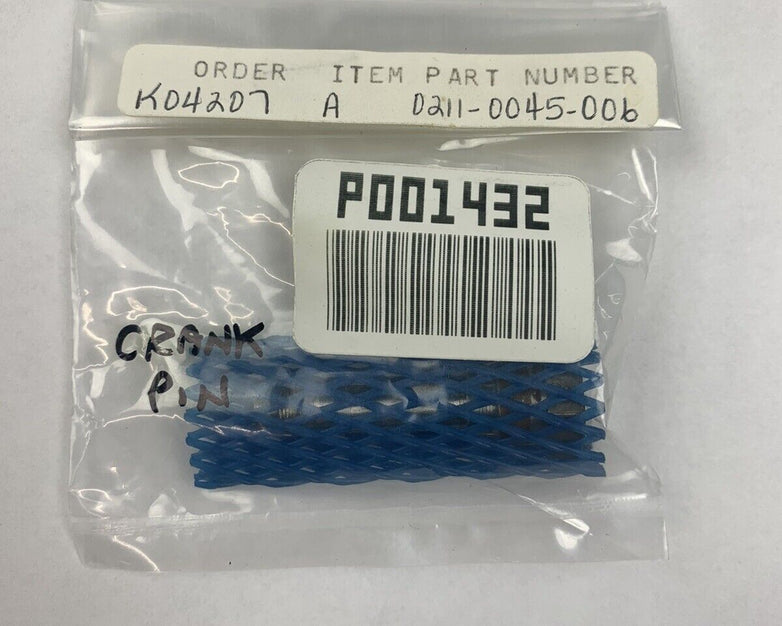 ORDER ITEM PART NUMBER
K04207 A 0211-0045-006
P001432
CRANK
PIN